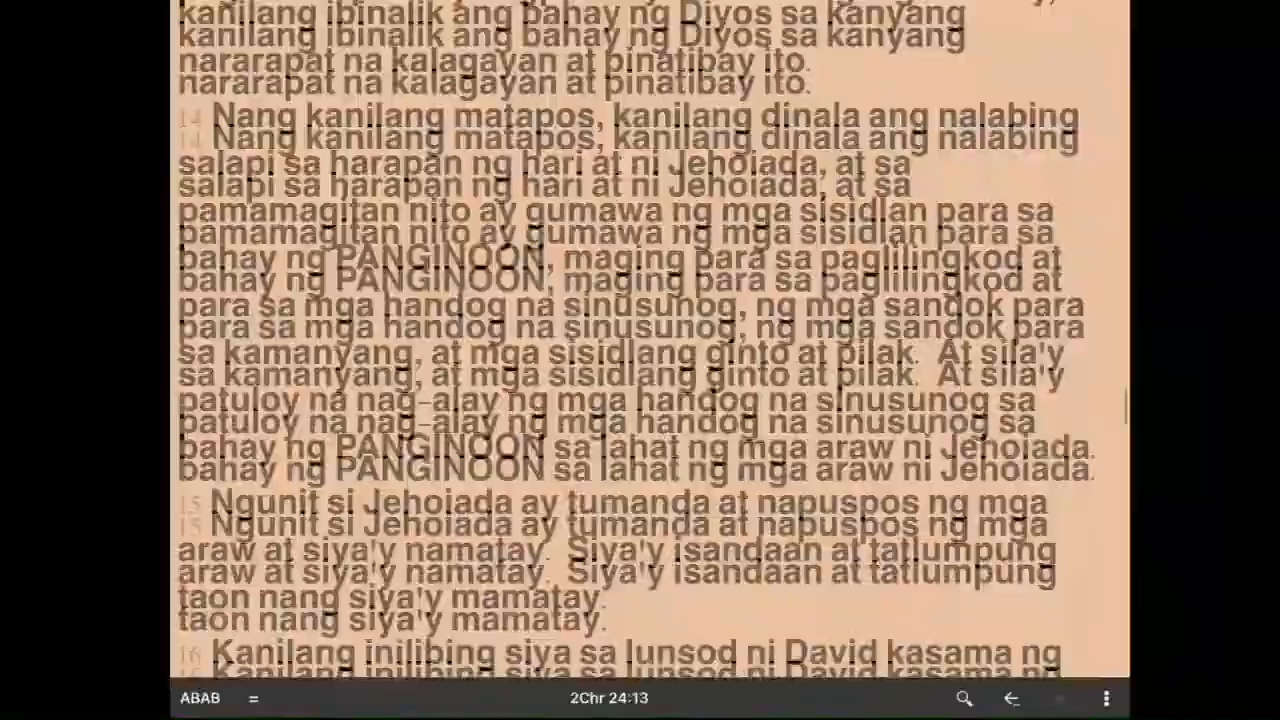 kanilang ibinalik ang bahay ng Diyos sa kanyang
nararapat na kalagayan at pinatibay ito.
14 Nang kanilang matapos, kanilang dinala ang nalabing
salapi sa harapan ng hari at ni Jehoiada, at sa
pamamagitan nito ay gumawa ng mga sisidlan para sa
bahay ng PANGINOON, maging para sa paglilingkod at
para sa mga handog na sinusunog, ng mga sandok para
sa kamanyang, at mga sisidlang ginto at pilak. At sila'y
patuloy na nag-alay ng mga handog na sinusunog sa
bahay ng PANGINOON sa lahat ng mga araw ni Jehoiada.
15 Ngunit si Jehoiada ay tumanda at napuspos ng mga
araw at siya'y namatay. Siya'y isandaan at tatlumpung
taon nang siya'y mamatay.
16 Kanilang inilibing siya sa lunsod ni David kasama ng
ABAB = 2Chr 24:13